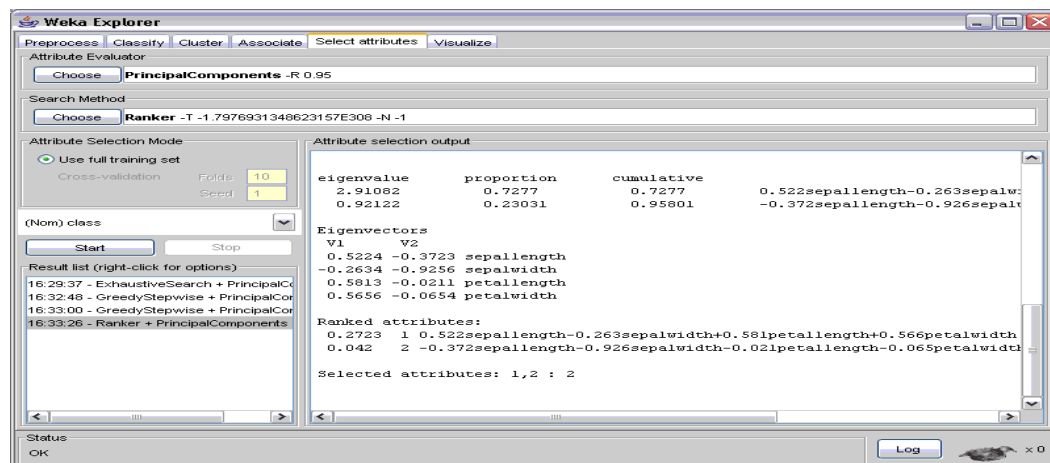 Weka Explorer
Preprocess Classify Cluster Associate Select attributes Visualize
Attribute Evaluator
Choose PrincipalComponents -R 0.95
Search Method
Choose Ranker -T -1.7976931348623157E308 -N -1
Attribute Selection Mode
Use full training set
Cross-validation Folds 10
Seed 1
(Nom) class
Start Stop
Result list (right-click for options)
16:29:37 - ExhaustiveSearch + PrincipalCo
16:32:48 - GreedyStepwise + PrincipalCor
16:33:00 - GreedyStepwise + PrincipalCor
16:33:26 - Ranker + PrincipalComponents
Attribute selection output
eigenvalue proportion cumulative
2.91082 0.7277 0.7277 0.522sepallength-0.263sepalwi
0.92122 0.23031 0.95801 -0.372sepallength-0.926sepalw
Eigenvectors
V1 V2
0.5224 -0.3723 sepallength
-0.2634 -0.9256 sepalwidth
0.5813 -0.0211 petallength
0.5656 -0.0654 petalwidth
Ranked attributes:
0.2723 1 0.522sepallength-0.263sepalwidth+0.581petallength+0.566petalwidth
0.042 2 -0.372sepallength-0.926sepalwidth-0.021petallength-0.065petalwidth
Selected attributes: 1,2 : 2
Status
OK
Log x 0